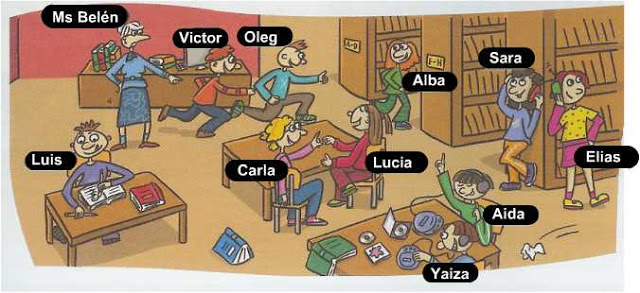 Ms Belén
Victor
Oleg
A-D
E-H
Alba
Sara
Luis
Carla
Lucia
Elias
Aida
Yaiza